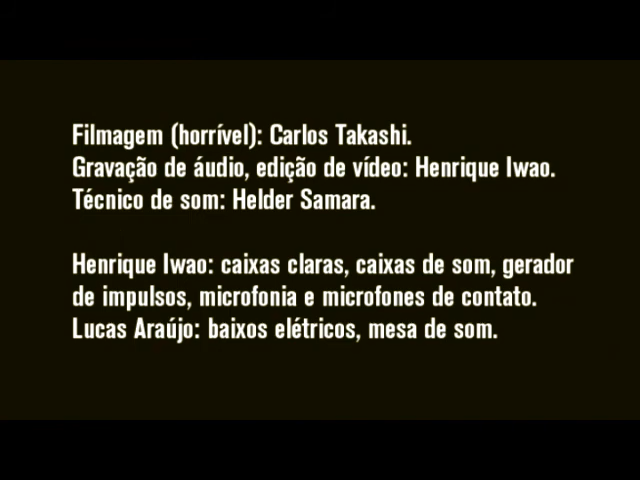 Filmagem (horrível): Carlos Takashi.
Gravação de áudio, edição de vídeo: Henrique Iwao.
Técnico de som: Helder Samara.
Henrique Iwao: caixas claras, caixas de som, gerador
de impulsos, microfonia e microfones de contato.
Lucas Araújo: baixos elétricos, mesa de som.